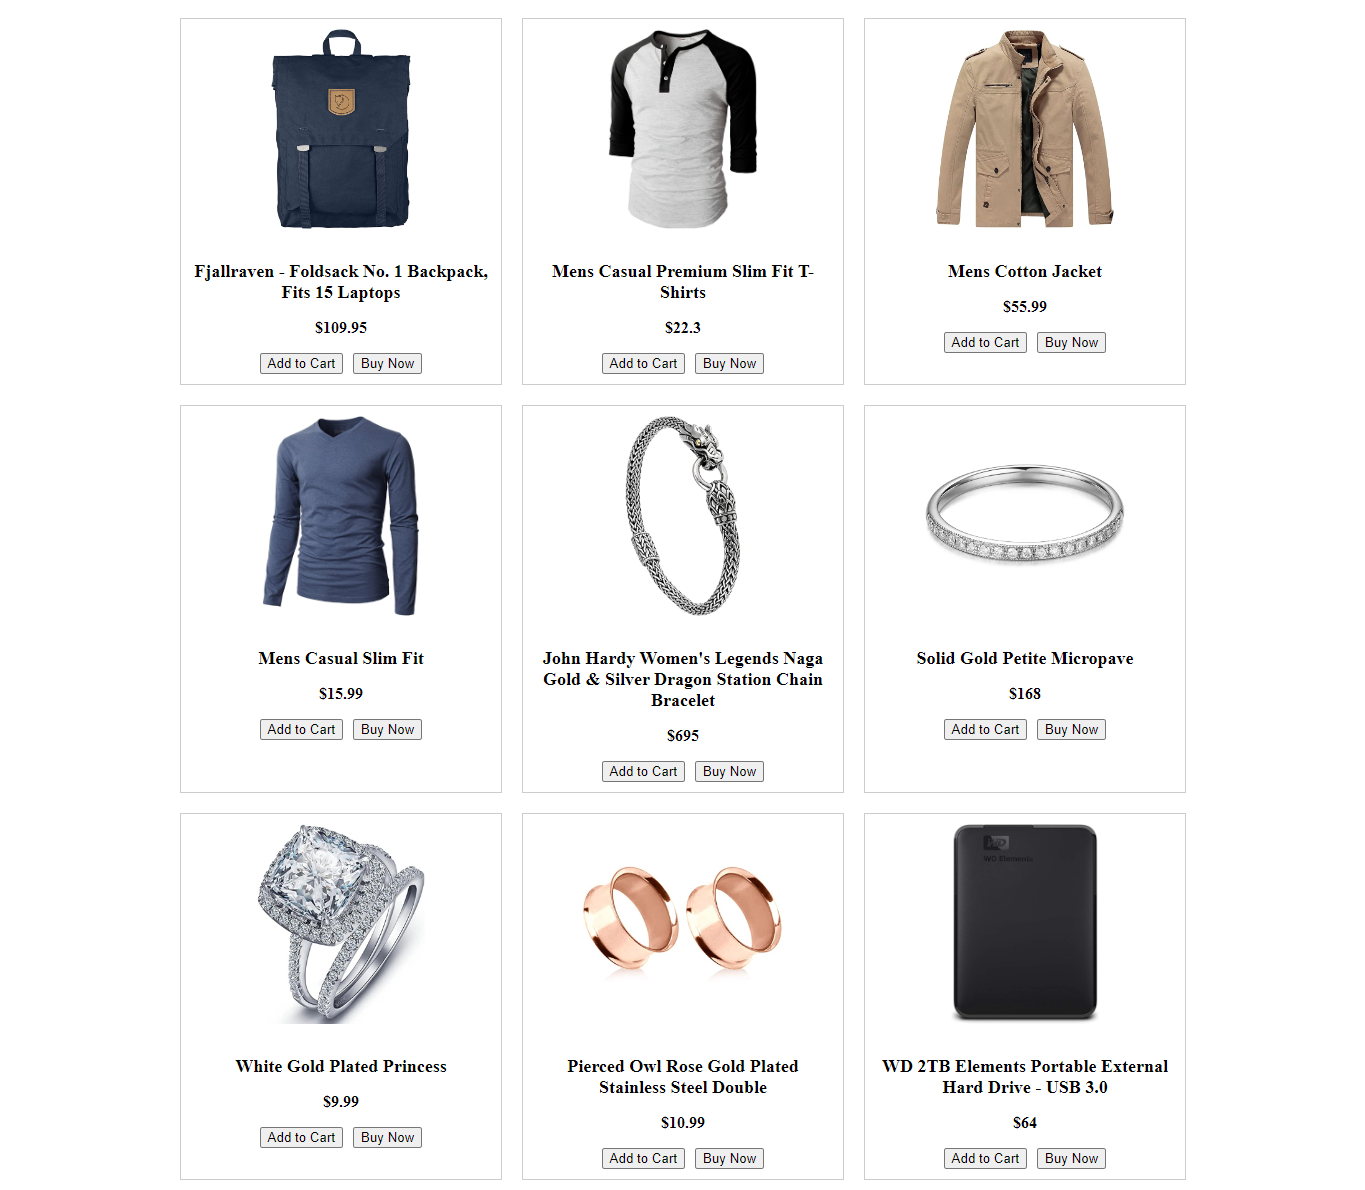 Fjallraven - Foldsack No. 1 Backpack,
Fits 15 Laptops
$109.95
Add to Cart Buy Now
Mens Casual Premium Slim Fit T-
Shirts
$22.3
Add to Cart Buy Now
Mens Cotton Jacket
$55.99
Add to Cart Buy Now
Mens Casual Slim Fit
$15.99
Add to Cart Buy Now
John Hardy Women's Legends Naga
Gold & Silver Dragon Station Chain
Bracelet
$695
Add to Cart Buy Now
Solid Gold Petite Micropave
$168
Add to Cart Buy Now
White Gold Plated Princess
$9.99
Add to Cart Buy Now
Pierced Owl Rose Gold Plated
Stainless Steel Double
$10.99
Add to Cart Buy Now
WD
WD Elements
WD 2TB Elements Portable External
Hard Drive - USB 3.0
$64
Add to Cart Buy Now